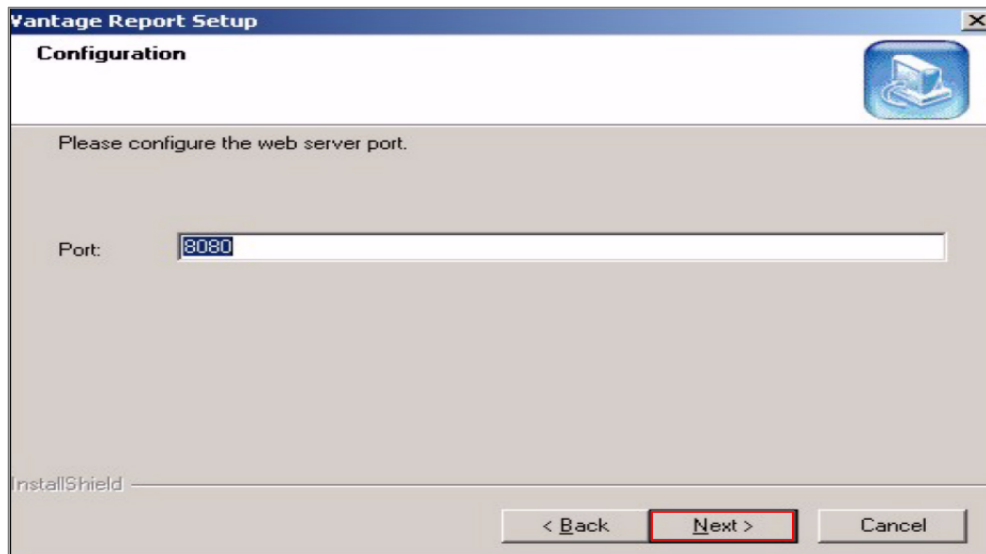 Vantage Report Setup
Configuration
Please configure the web server port.
Port: 8080
InstallShield
< Back Next > Cancel